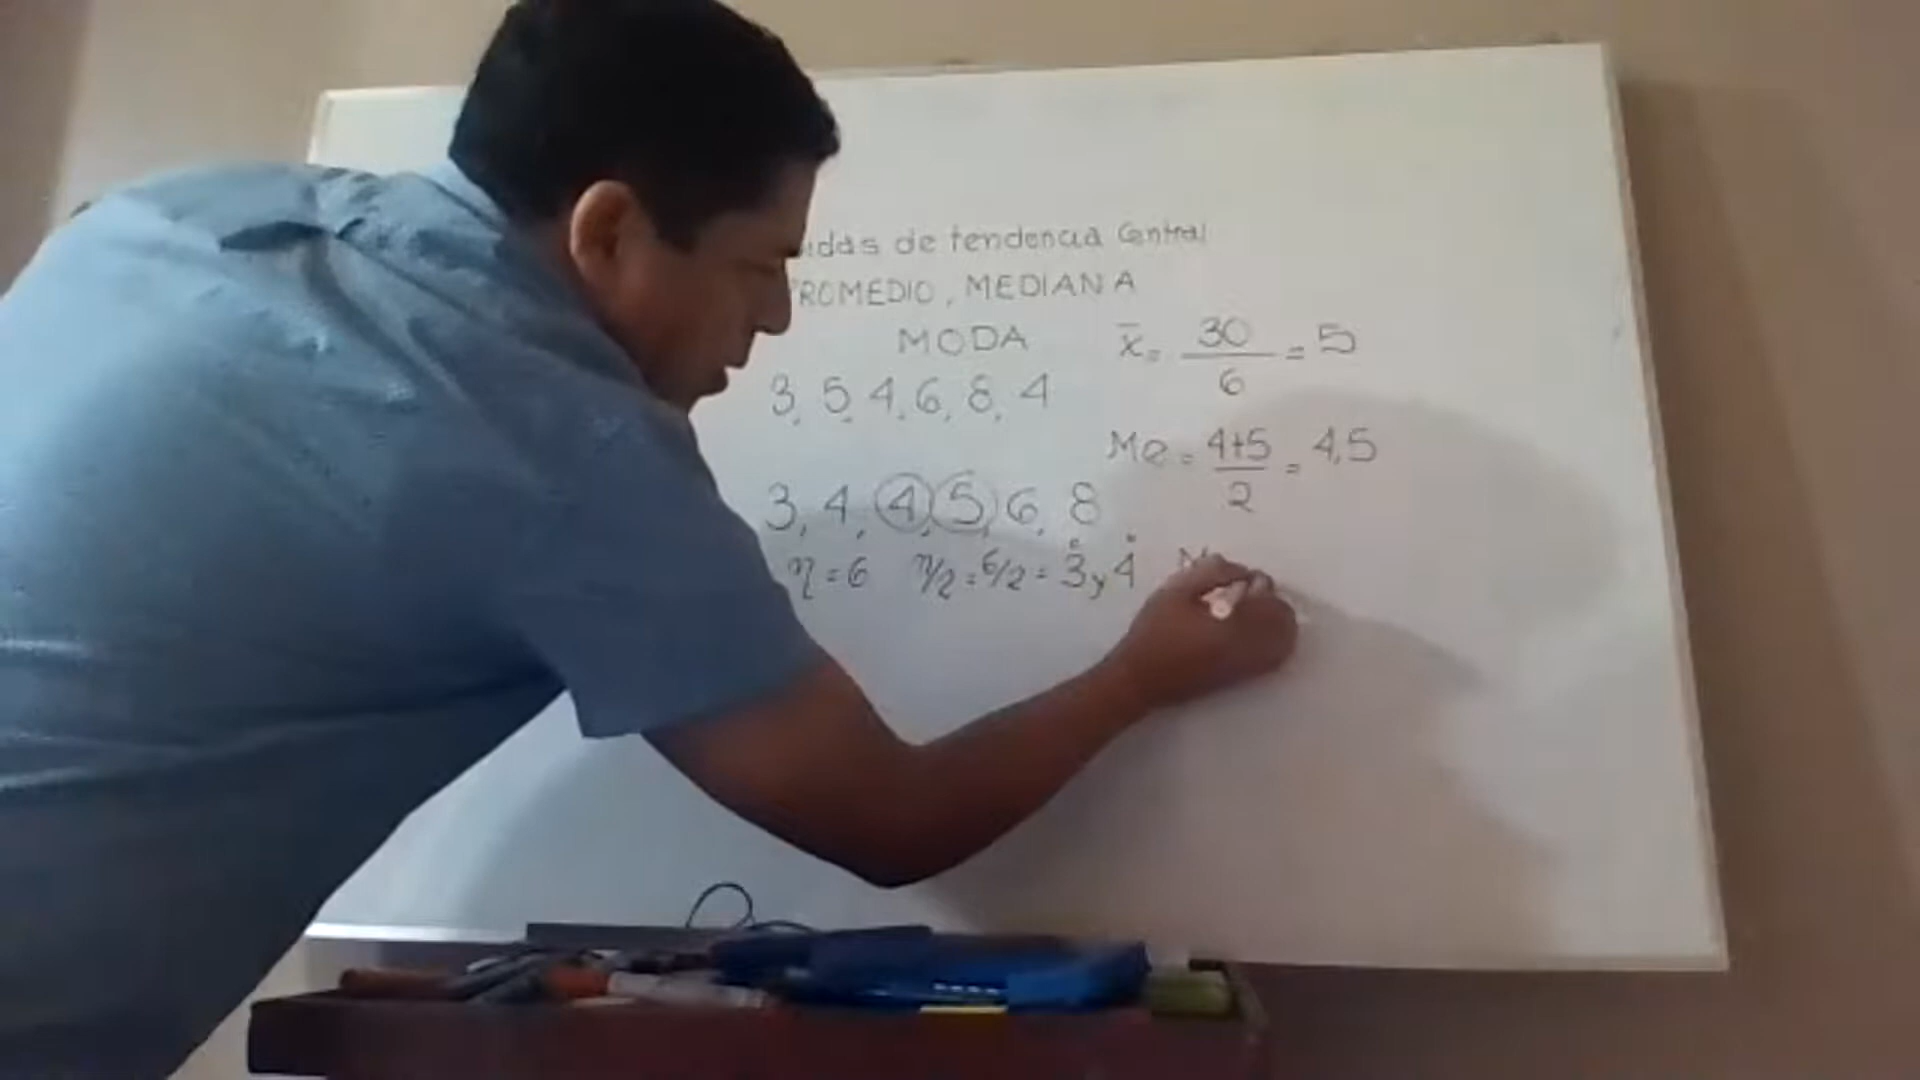 idas de tendencia Central
ROMEDIO, MEDIANA
MODA
x̄ = 30/6 = 5
3, 5, 4, 6, 8, 4
Me = 4+5/2 = 4,5
3, 4, 4, 5, 6, 8
n = 6 n/2 = 6/2 = 3° y 4°
M